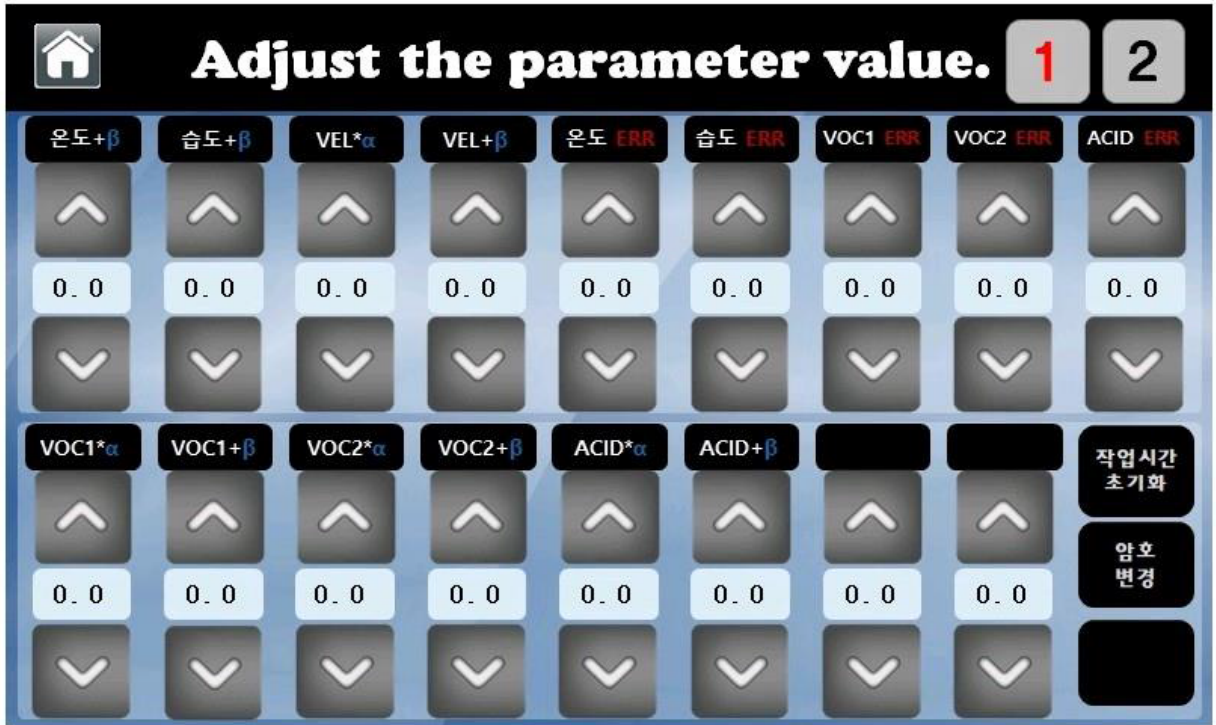 Adjust the parameter value. 1 2
온도+β 습도+β VEL*α VEL+β 온도 ERR 습도 ERR VOC1 ERR VOC2 ERR ACID ERR
0.0 0.0 0.0 0.0 0.0 0.0 0.0 0.0 0.0
VOC1*α VOC1+β VOC2*α VOC2+β ACID*α ACID+β
작업시간
초기화
0.0 0.0 0.0 0.0 0.0 0.0 0.0 0.0
암호
변경